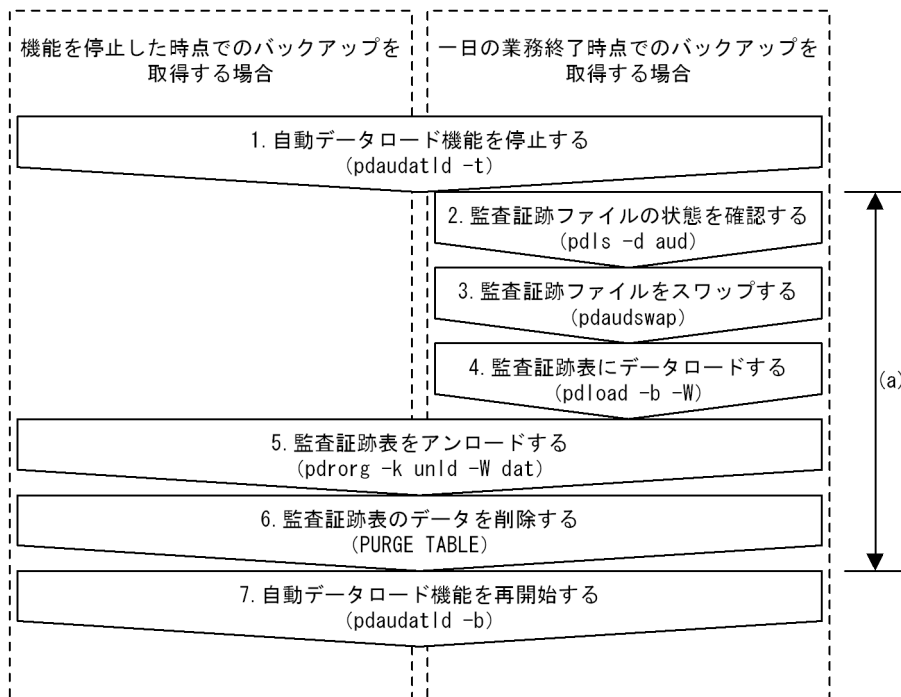 機能を停止した時点でのバックアップを
取得する場合
一日の業務終了時点でのバックアップを
取得する場合
1. 自動データロード機能を停止する
(pdaudatld -t)
2. 監査証跡ファイルの状態を確認する
(pdls -d aud)
3. 監査証跡ファイルをスワップする
(pdaudswap)
4. 監査証跡表にデータロードする
(pdload -b -W)
(a)
5. 監査証跡表をアンロードする
(pdrorg -k unld -W dat)
6. 監査証跡表のデータを削除する
(PURGE TABLE)
7. 自動データロード機能を再開始する
(pdaudatld -b)